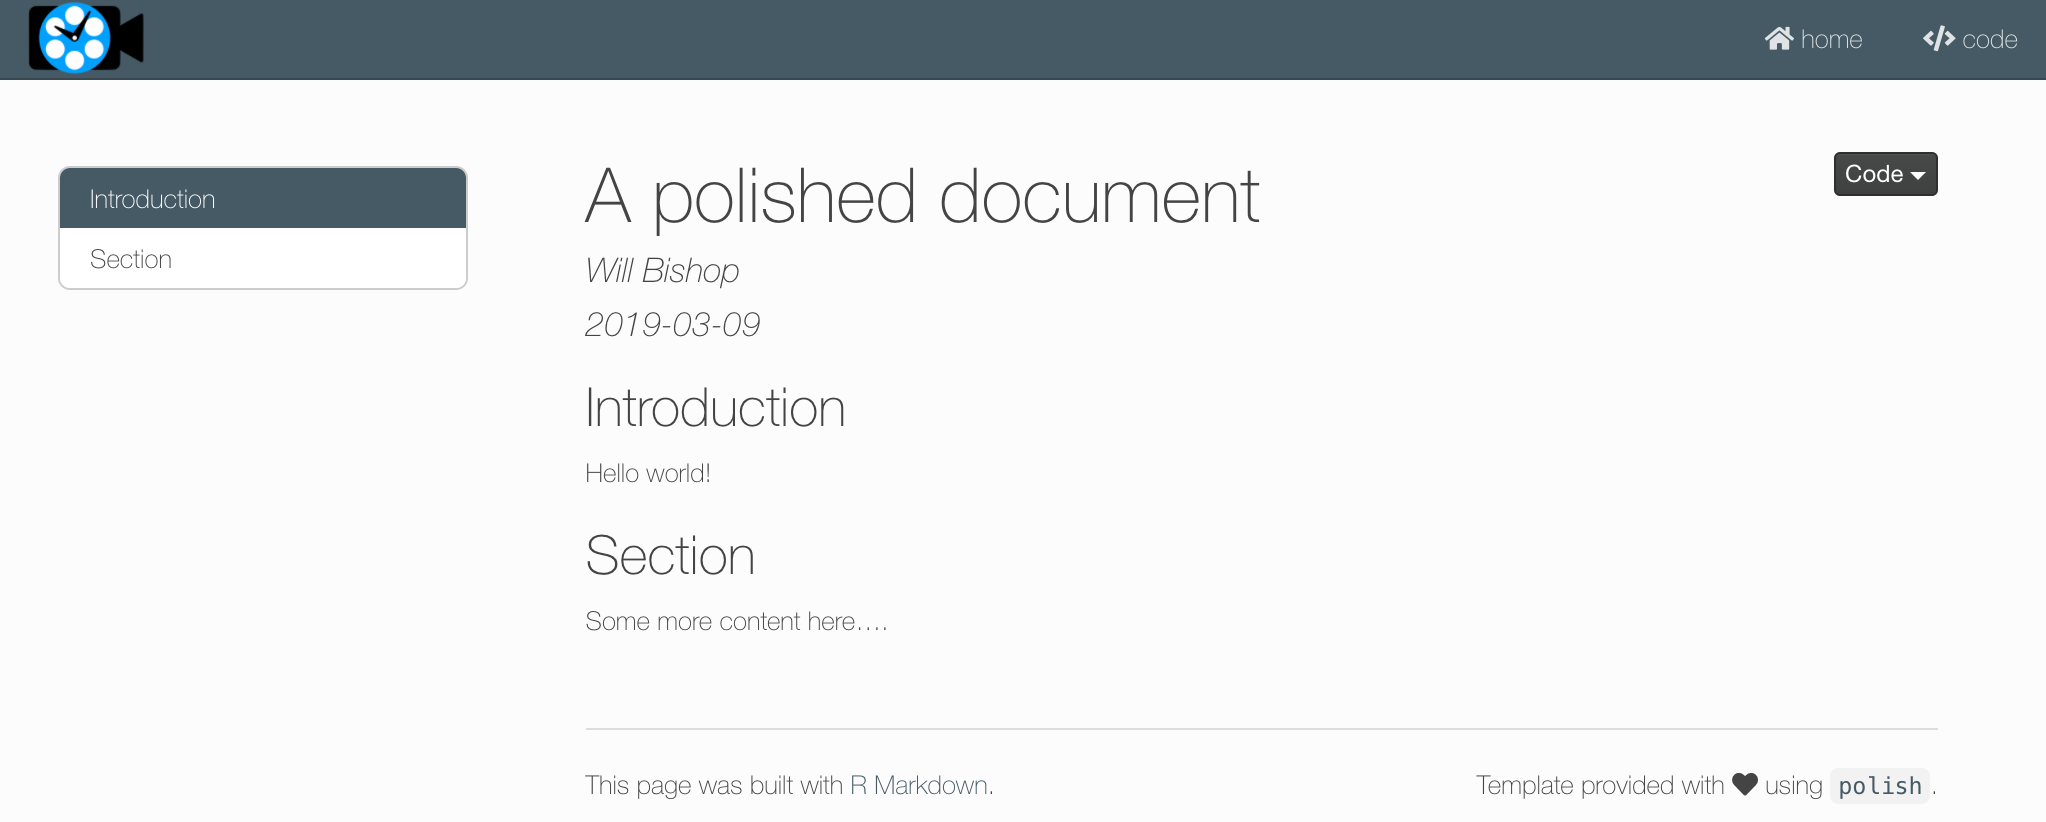 home
code
Introduction
Section
A polished document
Code
Will Bishop
2019-03-09
Introduction
Hello world!
Section
Some more content here....
This page was built with R Markdown.
Template provided with ♥ using polish.